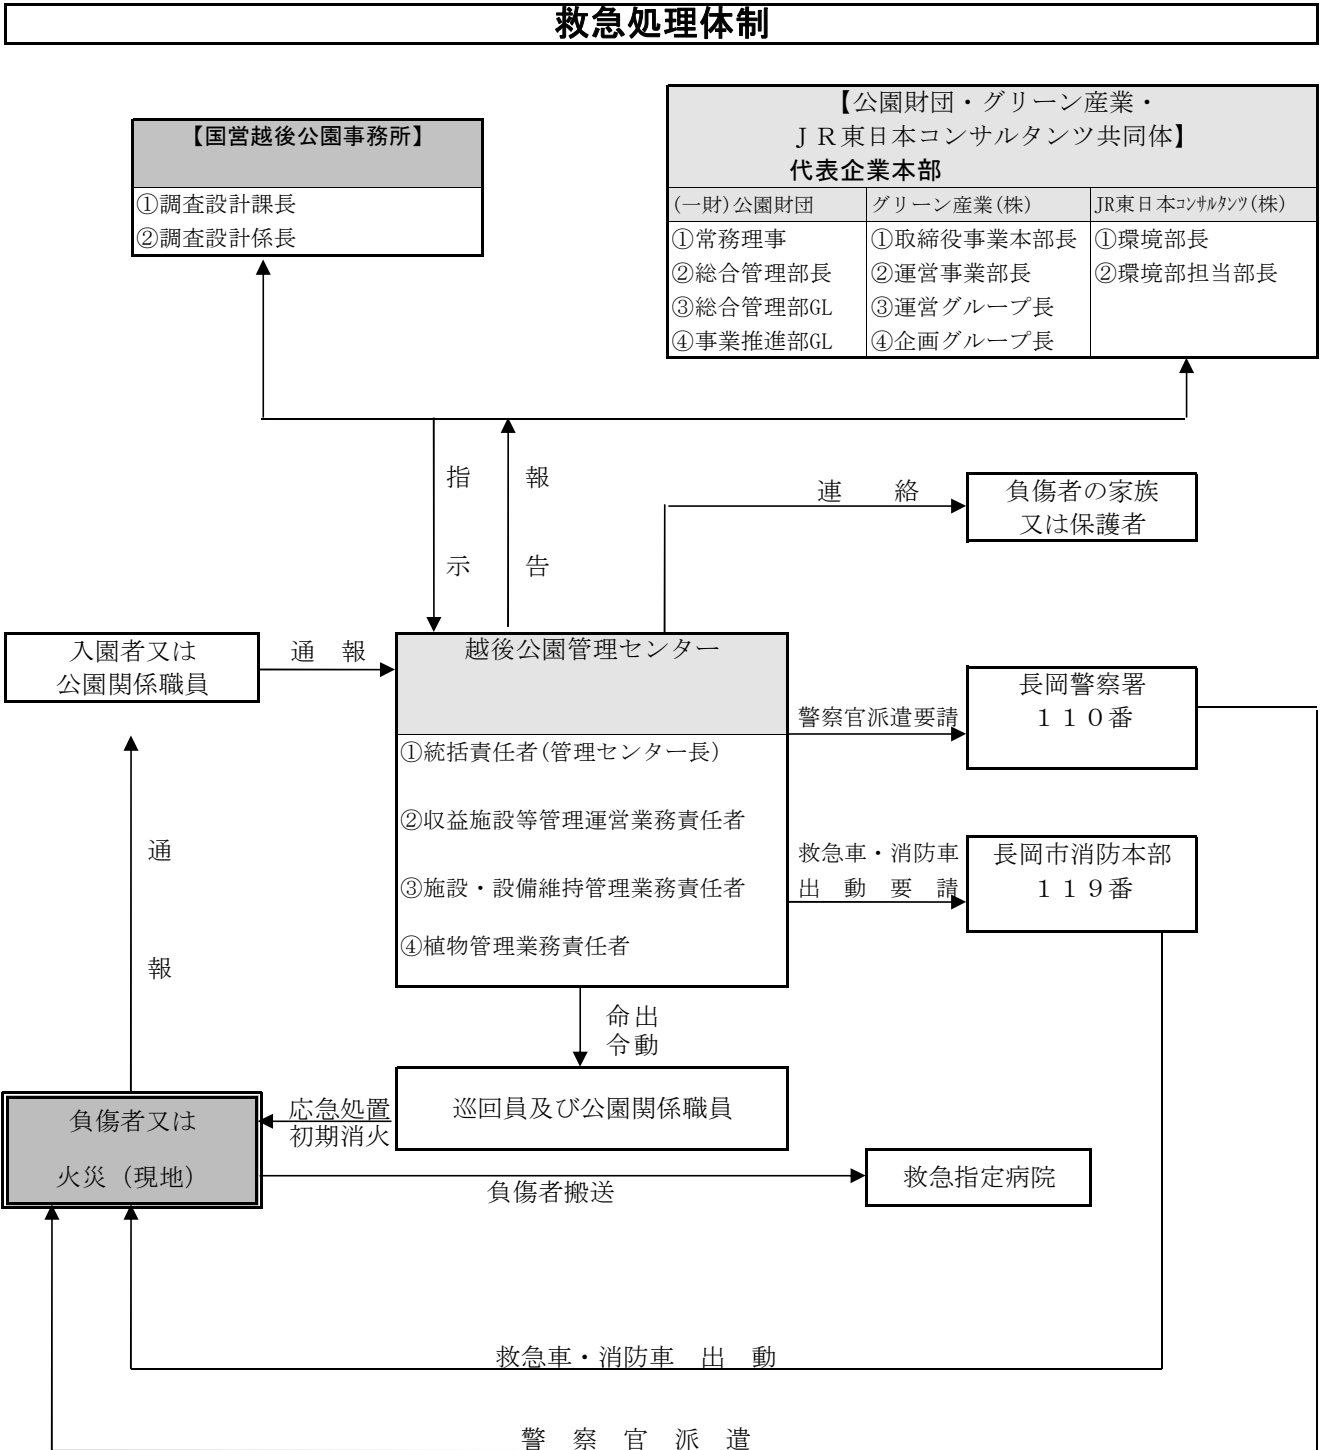 救急処理体制
【国営越後公園事務所】
①調査設計課長
②調査設計係長
【公園財団・グリーン産業・
ＪＲ東日本コンサルタンツ共同体】
代表企業本部
(一財)公園財団
①常務理事
②総合管理部長
③総合管理部GL
④事業推進部GL
グリーン産業(株)
①取締役事業本部長
②運営事業部長
③運営グループ長
④企画グループ長
JR東日本ｺﾝｻﾙﾀﾝﾂ(株)
①環境部長
②環境部担当部長
指示
報告
連　絡
負傷者の家族
又は保護者
入園者又は
公園関係職員
通　報
越後公園管理センター
①統括責任者(管理センター長)
②収益施設等管理運営業務責任者
③施設・設備維持管理業務責任者
④植物管理業務責任者
警察官派遣要請
長岡警察署
１１０番
救急車・消防車
出　動　要　請
長岡市消防本部
１１９番
通報
命出
令動
巡回員及び公園関係職員
応急処置
初期消火
負傷者又は
火災（現地）
負傷者搬送
救急指定病院
救急車・消防車　出　動
警　察　官　派　遣